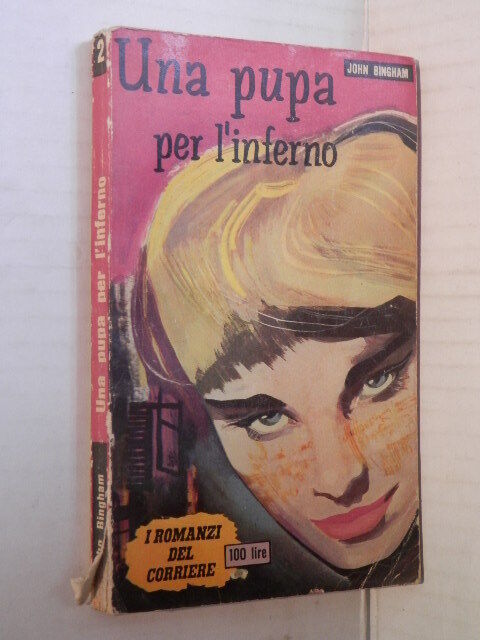 Una pupa
per l'inferno
JOHN BINGHAM
I ROMANZI
DEL
CORRIERE
100 lire
2
Una pupa per l'inferno
Bingham